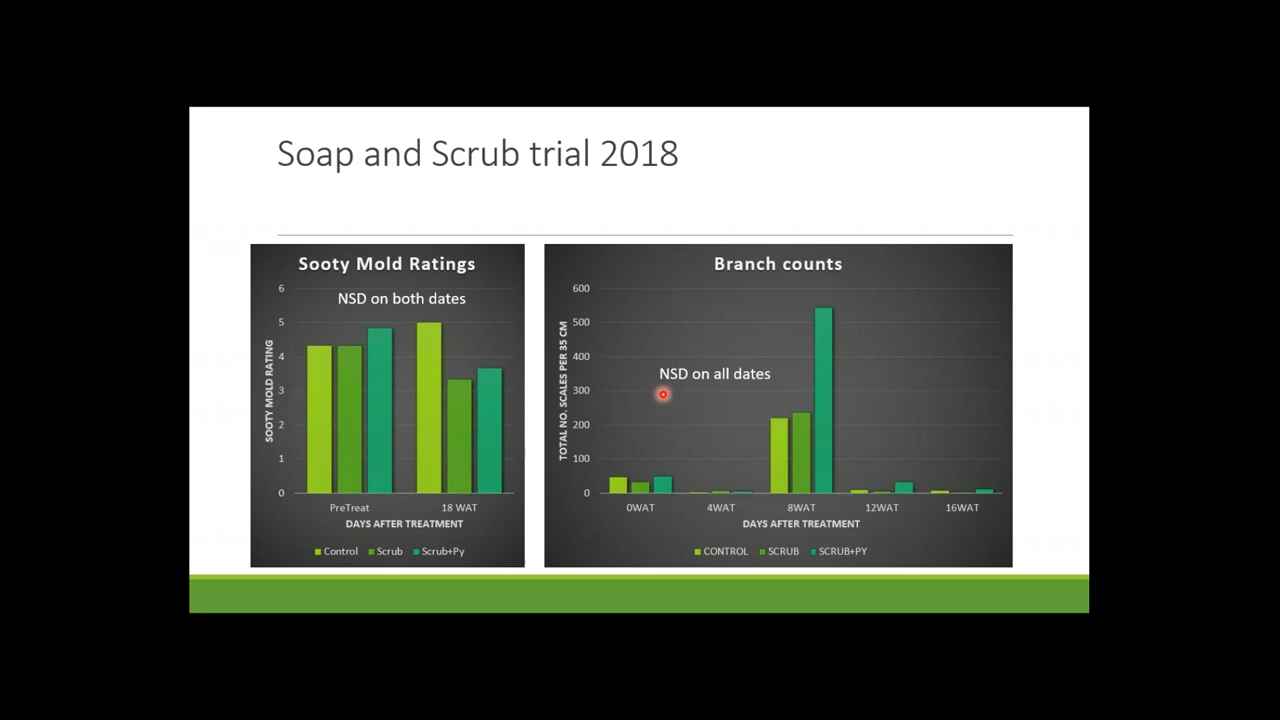 Soap and Scrub trial 2018
Sooty Mold Ratings
NSD on both dates
6
5
4
3
2
1
0
SOOTY MOLD RATING
PreTreat 18 WAT
DAYS AFTER TREATMENT
Control Scrub Scrub+Py
Branch counts
NSD on all dates
600
500
400
300
200
100
0
TOTAL NO. SCALES PER 35 CM
0WAT 4WAT 8WAT 12WAT 16WAT
DAYS AFTER TREATMENT
CONTROL SCRUB SCRUB+PY